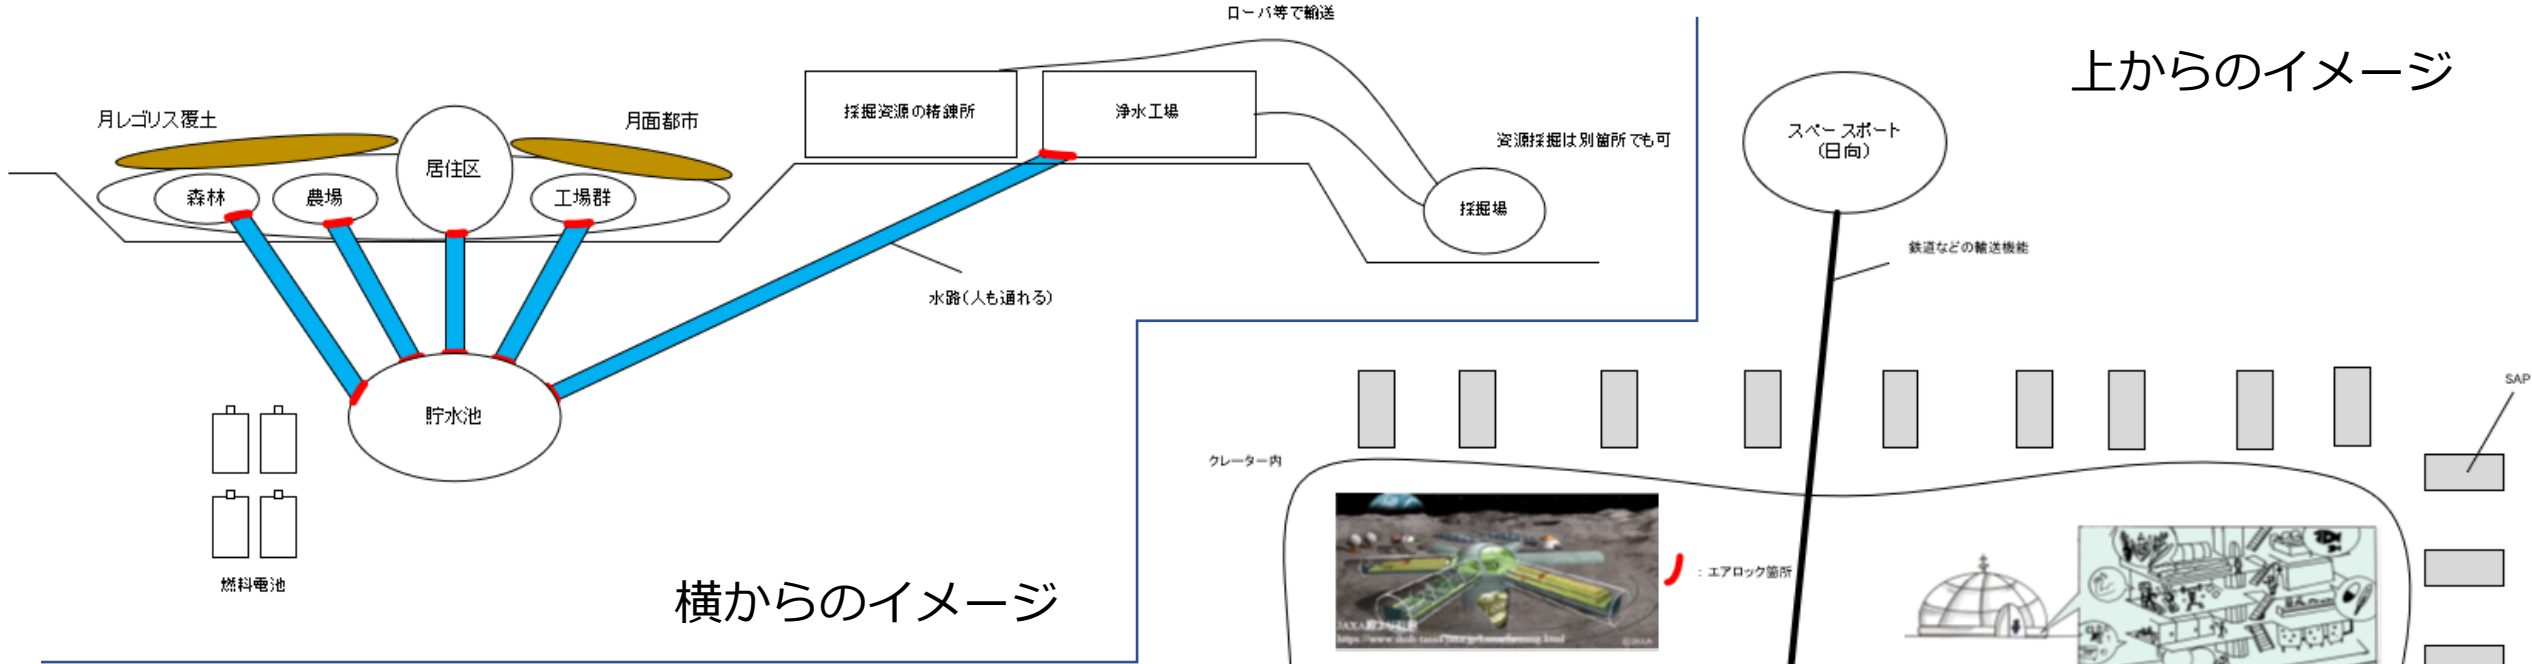 ローバ等で輸送
上からのイメージ
月レゴリス覆土
月面都市
採掘資源の精錬所
浄水工場
スペースポート
(日向)
資源採掘は別箇所でも可
居住区
森林
農場
工場群
採掘場
鉄道などの輸送機能
水路(人も通れる)
SAP
貯水池
クレーター内
:エアロック箇所
燃料電池
横からのイメージ
©JAXA